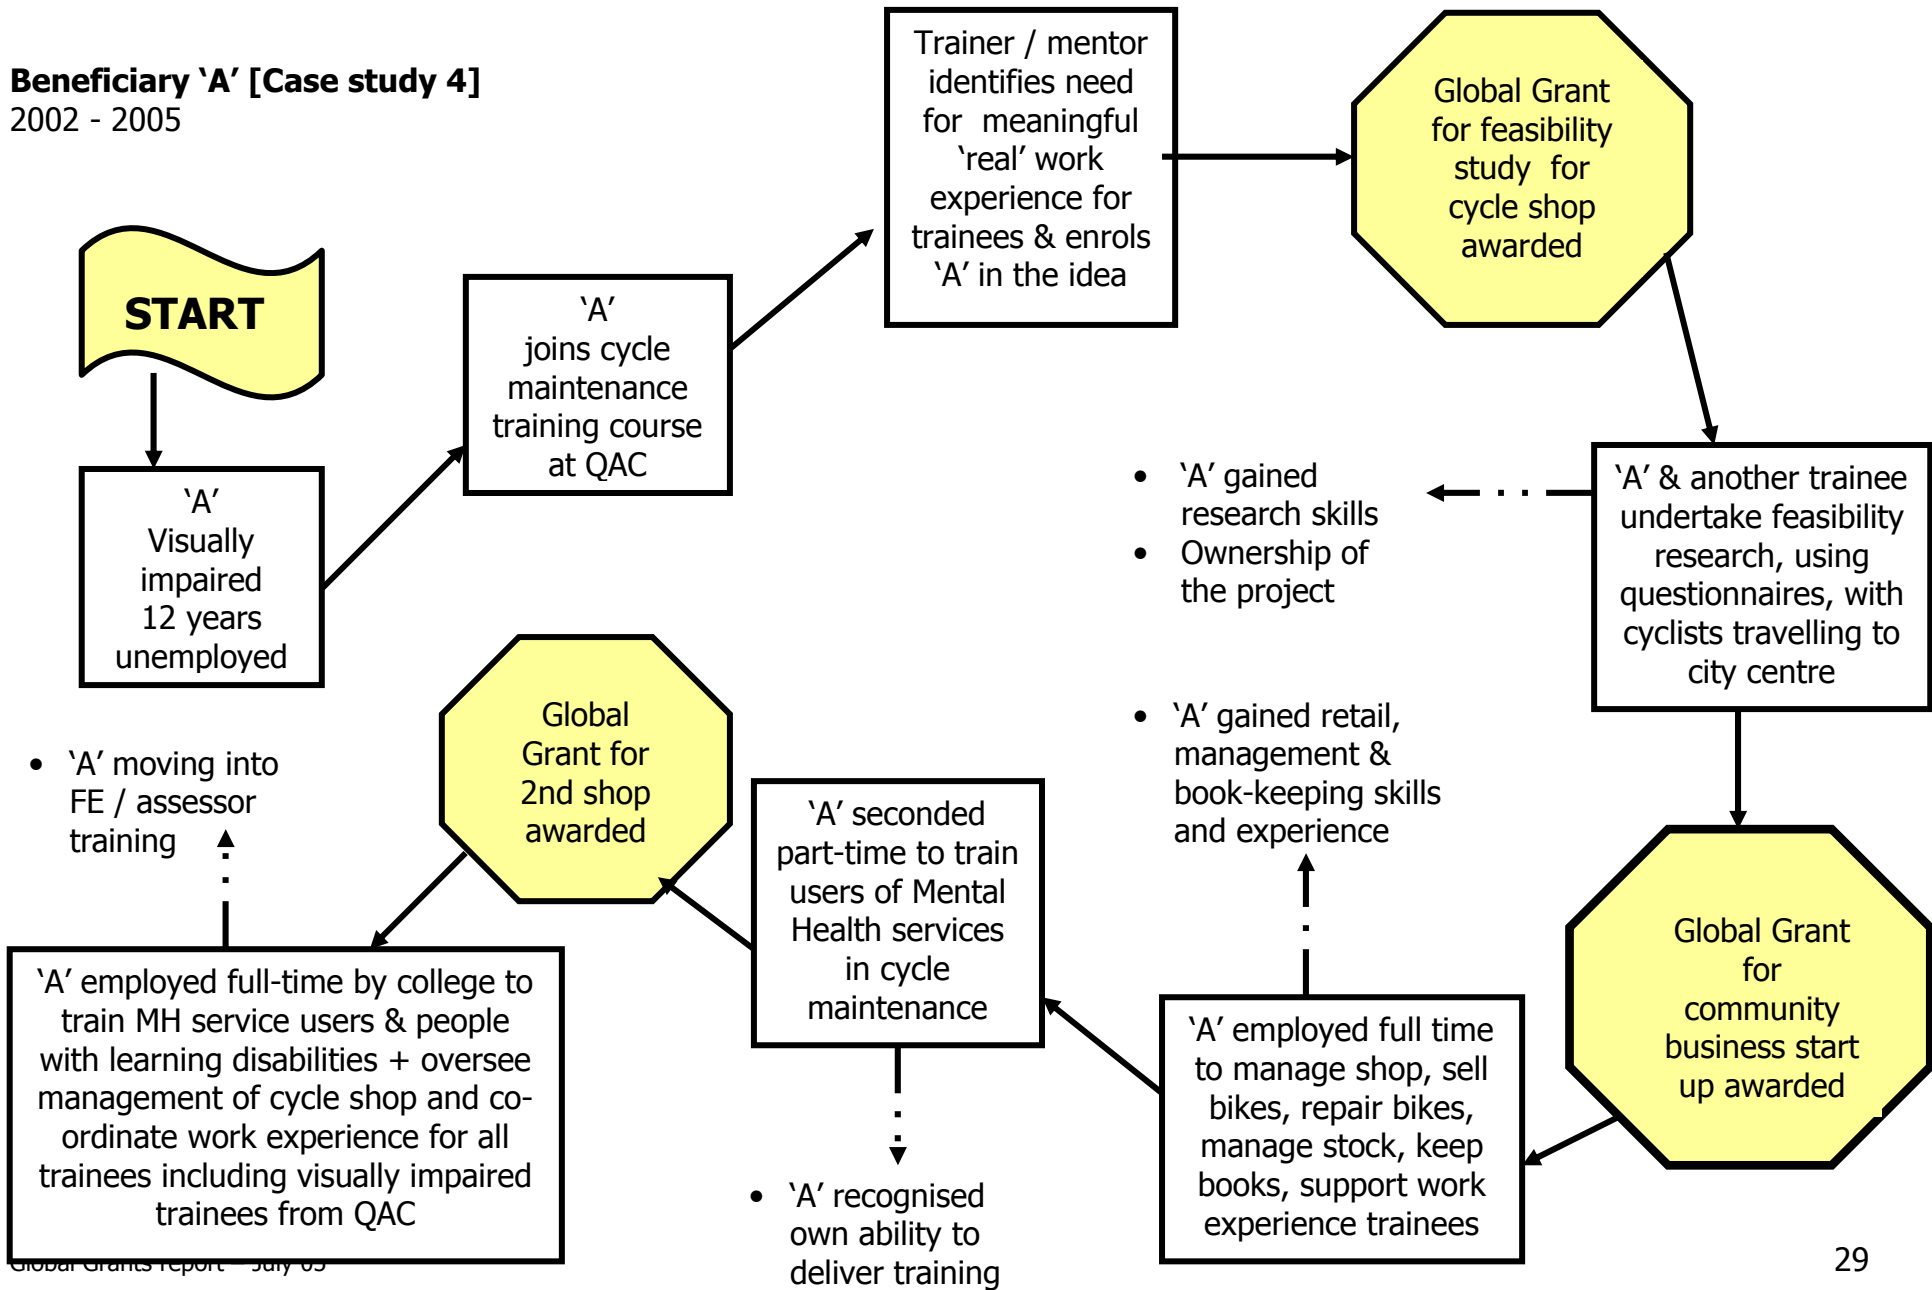 Beneficiary ‘A’ [Case study 4]
2002 - 2005
START
‘A’
Visually
impaired
12 years
unemployed
‘A’
joins cycle
maintenance
training course
at QAC
Trainer / mentor
identifies need
for meaningful
‘real’ work
experience for
trainees & enrols
‘A’ in the idea
Global Grant
for feasibility
study for
cycle shop
awarded
‘A’ & another trainee
undertake feasibility
research, using
questionnaires, with
cyclists travelling to
city centre
• ‘A’ gained
research skills
• Ownership of
the project
Global Grant
for
community
business start
up awarded
‘A’ employed full time
to manage shop, sell
bikes, repair bikes,
manage stock, keep
books, support work
experience trainees
• ‘A’ gained retail,
management &
book-keeping skills
and experience
‘A’ seconded
part-time to train
users of Mental
Health services
in cycle
maintenance
• ‘A’ recognised
own ability to
deliver training
Global
Grant for
2nd shop
awarded
‘A’ employed full-time by college to
train MH service users & people
with learning disabilities + oversee
management of cycle shop and co-
ordinate work experience for all
trainees including visually impaired
trainees from QAC
• ‘A’ moving into
FE / assessor
training
Global Grants report – July 05
29